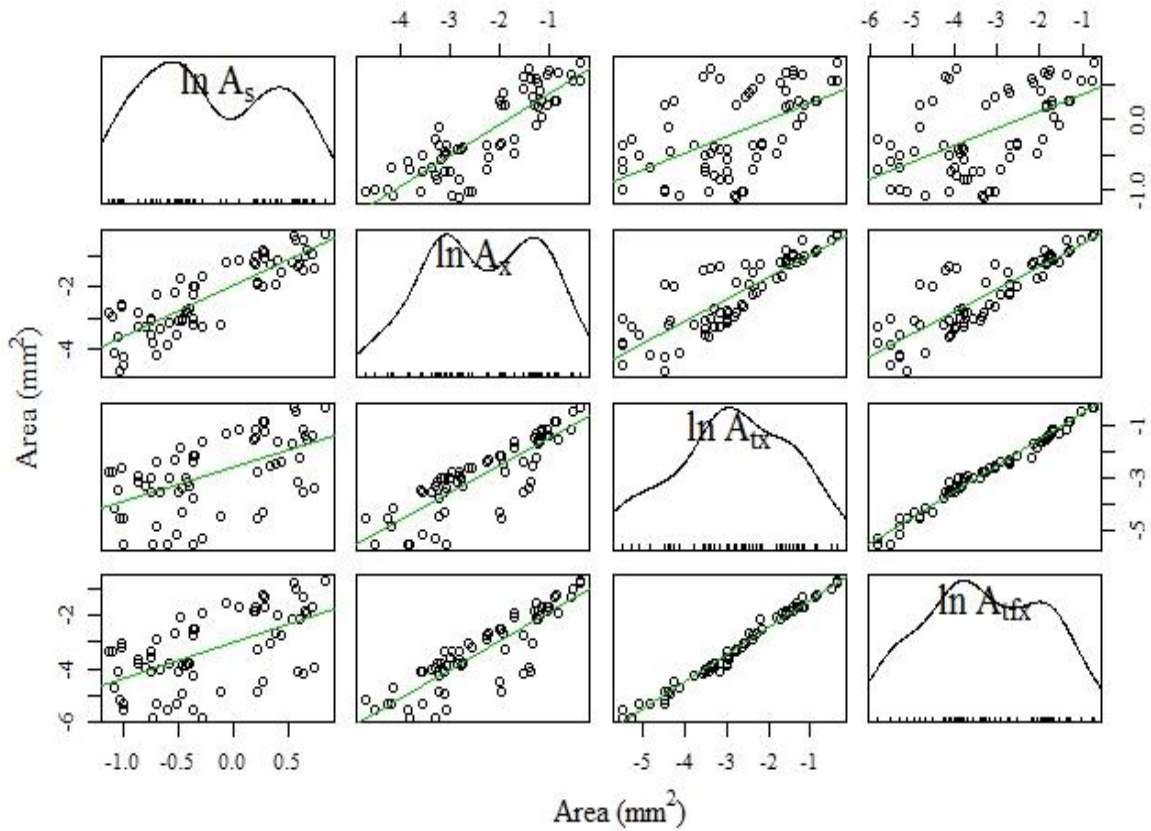 -4 -3 -2 -1
-6 -5 -4 -3 -2 -1
ln Aₛ
0.0
-1.0
-2
-4
ln Aₓ
Area (mm²)
ln Aₜₓ
-1
-3
-5
-2
-4
-6
ln A_tfx
-1.0 -0.5 0.0 0.5
-5 -4 -3 -2 -1
Area (mm²)